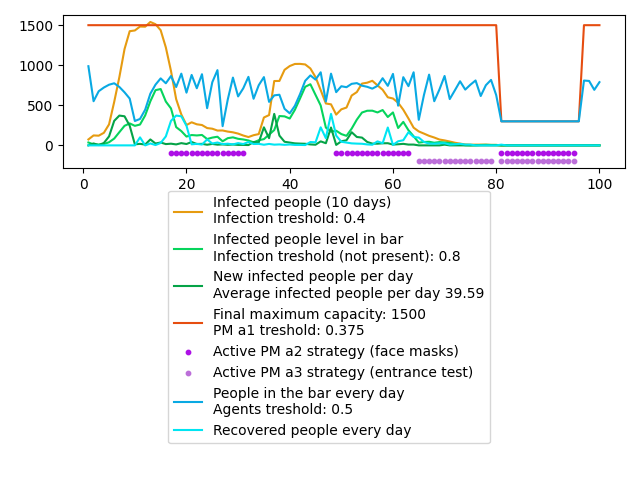 1500
1000
500
0
0
20
40
60
80
100
Infected people (10 days)
Infection treshold: 0.4
Infected people level in bar
Infection treshold (not present): 0.8
New infected people per day
Average infected people per day 39.59
Final maximum capacity: 1500
PM a1 treshold: 0.375
Active PM a2 strategy (face masks)
Active PM a3 strategy (entrance test)
People in the bar every day
Agents treshold: 0.5
Recovered people every day